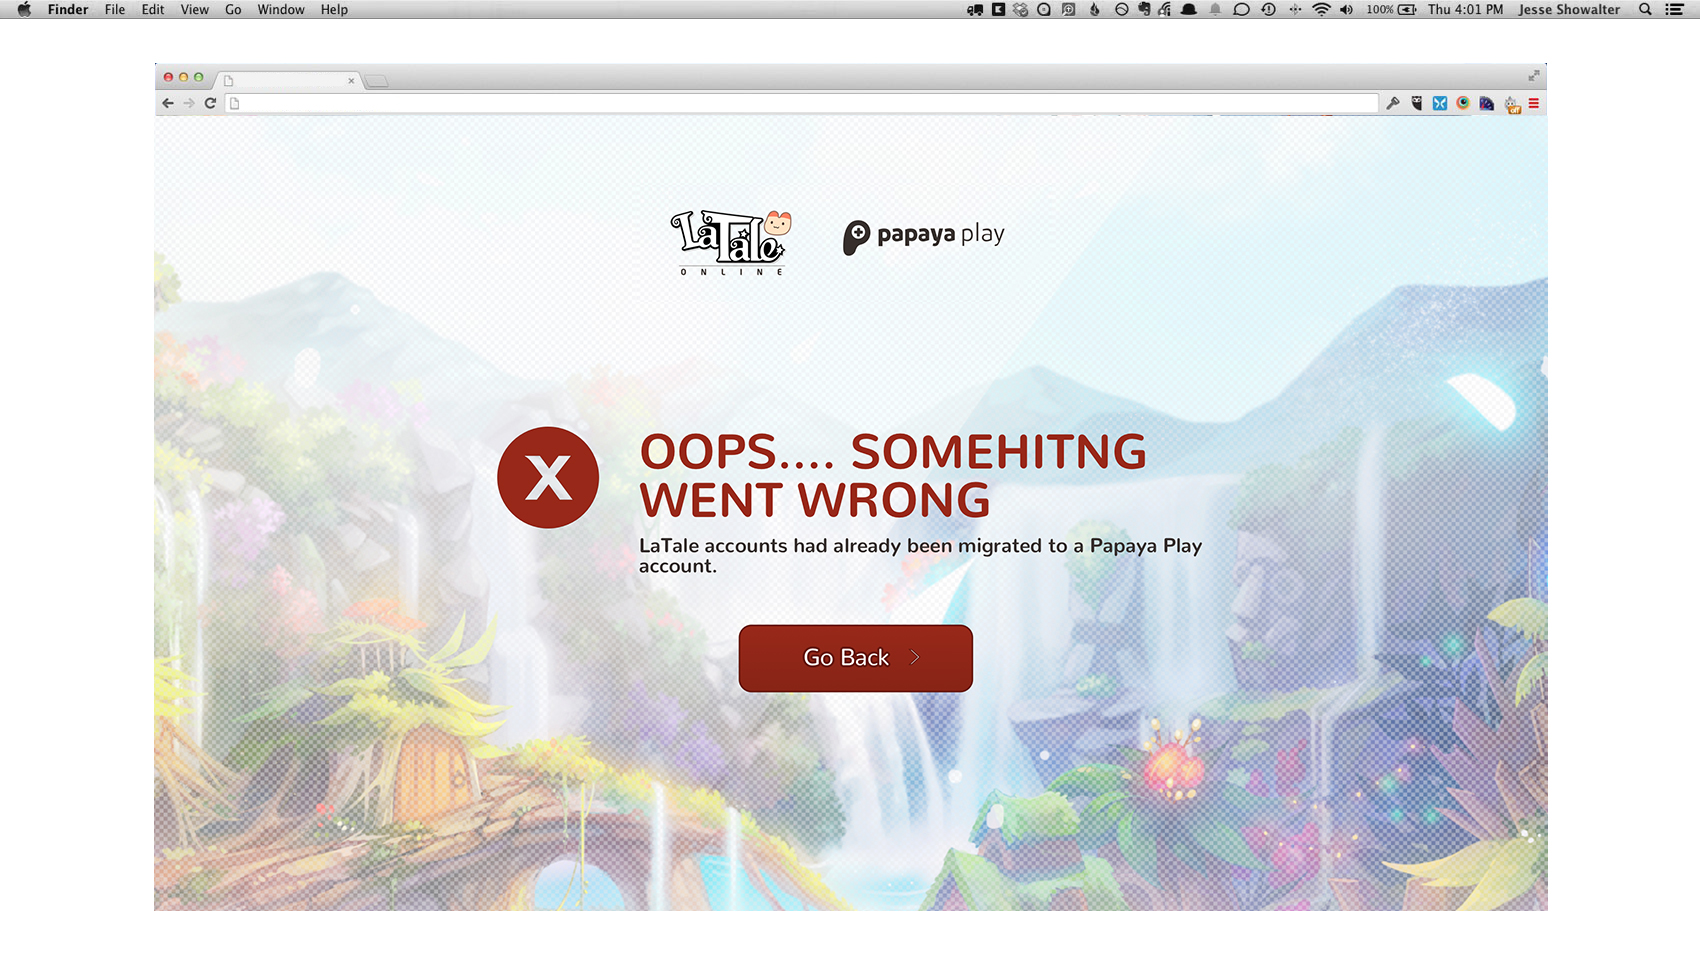 Finder File Edit View Go Window Help 100% Thu 4:01 PM Jesse Showalter
off
LaTale
ONLINE
papaya play
X
OOPS.... SOMEHITNG
WENT WRONG
LaTale accounts had already been migrated to a Papaya Play
account.
Go Back